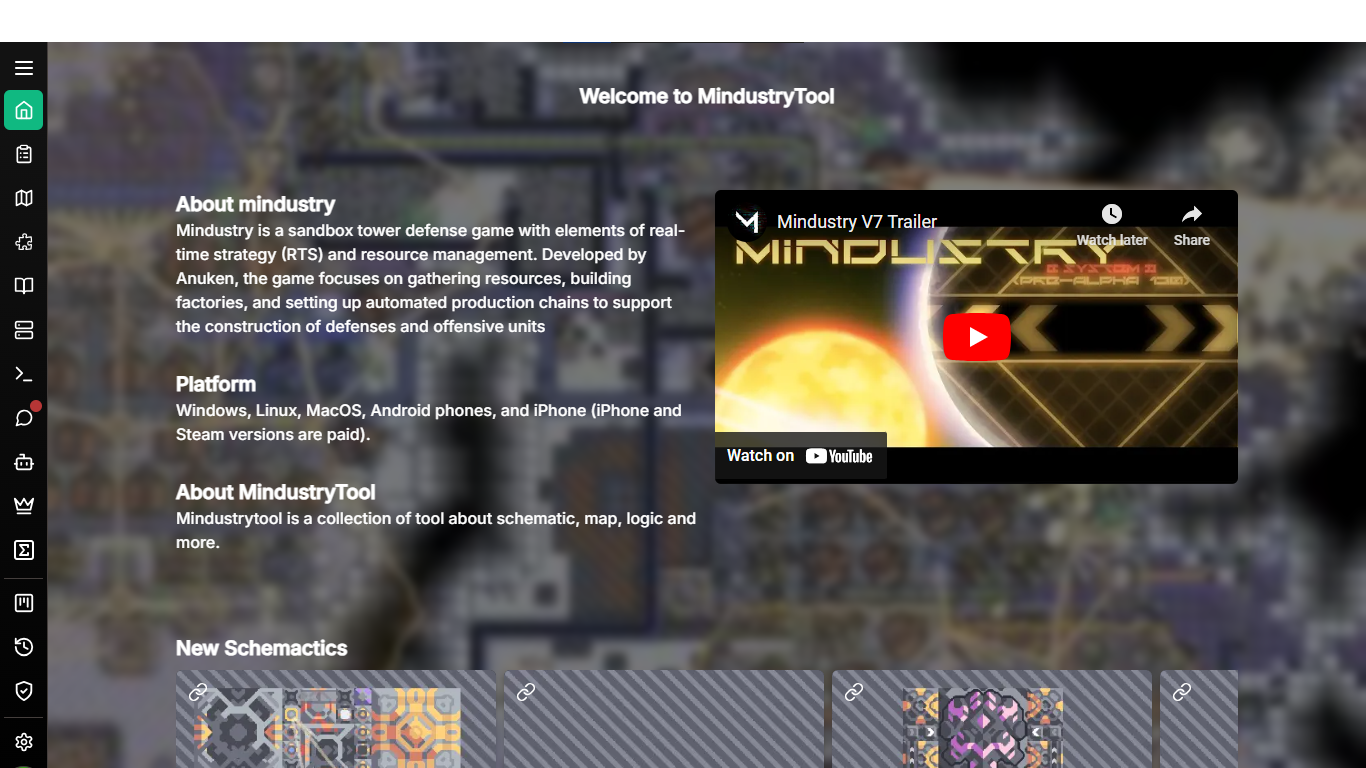 Welcome to MindustryTool
About mindustry
Mindustry is a sandbox tower defense game with elements of real-
time strategy (RTS) and resource management. Developed by
Anuken, the game focuses on gathering resources, building
factories, and setting up automated production chains to support
the construction of defenses and offensive units
Platform
Windows, Linux, MacOS, Android phones, and iPhone (iPhone and
Steam versions are paid).
About MindustryTool
Mindustrytool is a collection of tool about schematic, map, logic and
more.
Mindustry V7 Trailer
Watch later
Share
MINDUSTRY
Watch on YouTube
New Schemactics